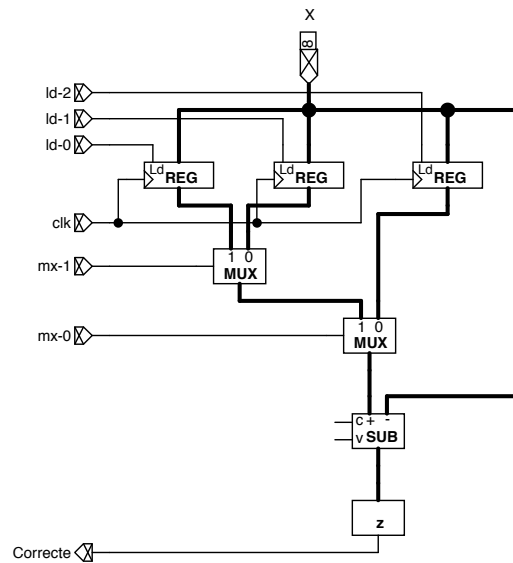 X
8
ld-2
ld-1
ld-0
Ld
REG
Ld
REG
Ld
REG
clk
mx-1
1 0
MUX
mx-0
1 0
MUX
c + -
v SUB
z
Correcte